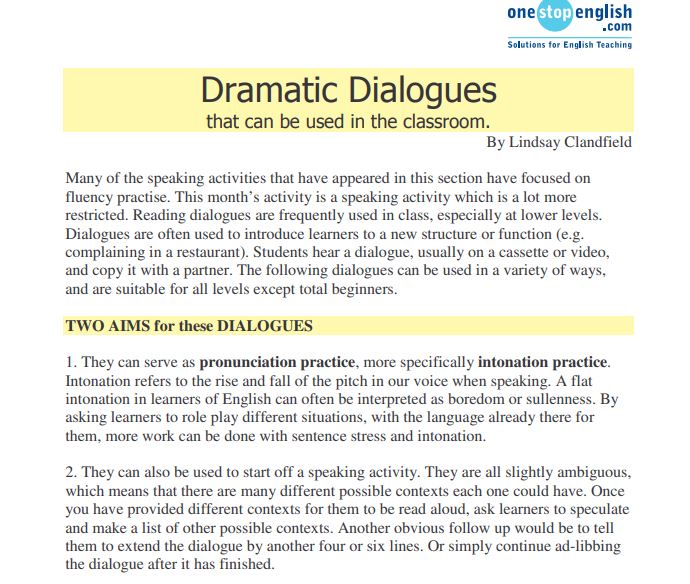 onestopenglish
.com
Solutions for English Teaching
Dramatic Dialogues
that can be used in the classroom.
By Lindsay Clandfield
Many of the speaking activities that have appeared in this section have focused on
fluency practise. This month's activity is a speaking activity which is a lot more
restricted. Reading dialogues are frequently used in class, especially at lower levels.
Dialogues are often used to introduce learners to a new structure or function (e.g.
complaining in a restaurant). Students hear a dialogue, usually on a cassette or video,
and copy it with a partner. The following dialogues can be used in a variety of ways,
and are suitable for all levels except total beginners.
TWO AIMS for these DIALOGUES
1. They can serve as pronunciation practice, more specifically intonation practice.
Intonation refers to the rise and fall of the pitch in our voice when speaking. A flat
intonation in learners of English can often be interpreted as boredom or sullenness. By
asking learners to role play different situations, with the language already there for
them, more work can be done with sentence stress and intonation.
2. They can also be used to start off a speaking activity. They are all slightly ambiguous,
which means that there are many different possible contexts each one could have. Once
you have provided different contexts for them to be read aloud, ask learners to speculate
and make a list of other possible contexts. Another obvious follow up would be to tell
them to extend the dialogue by another four or six lines. Or simply continue ad-libbing
the dialogue after it has finished.